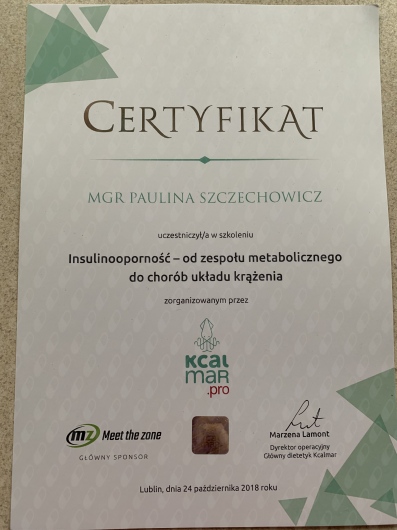 CERTYFIKAT
MGR PAULINA SZCZECHOWICZ
uczestniczył/a w szkoleniu
Insulinooporność – od zespołu metabolicznego
do chorób układu krążenia
zorganizowanym przez
Kcal
maR
.pro
mz Meet the zone
GŁÓWNY SPONSOR
Marzena Lamont
Dyrektor operacyjny
Główny dietetyk Kcalmar
Lublin, dnia 24 października 2018 roku